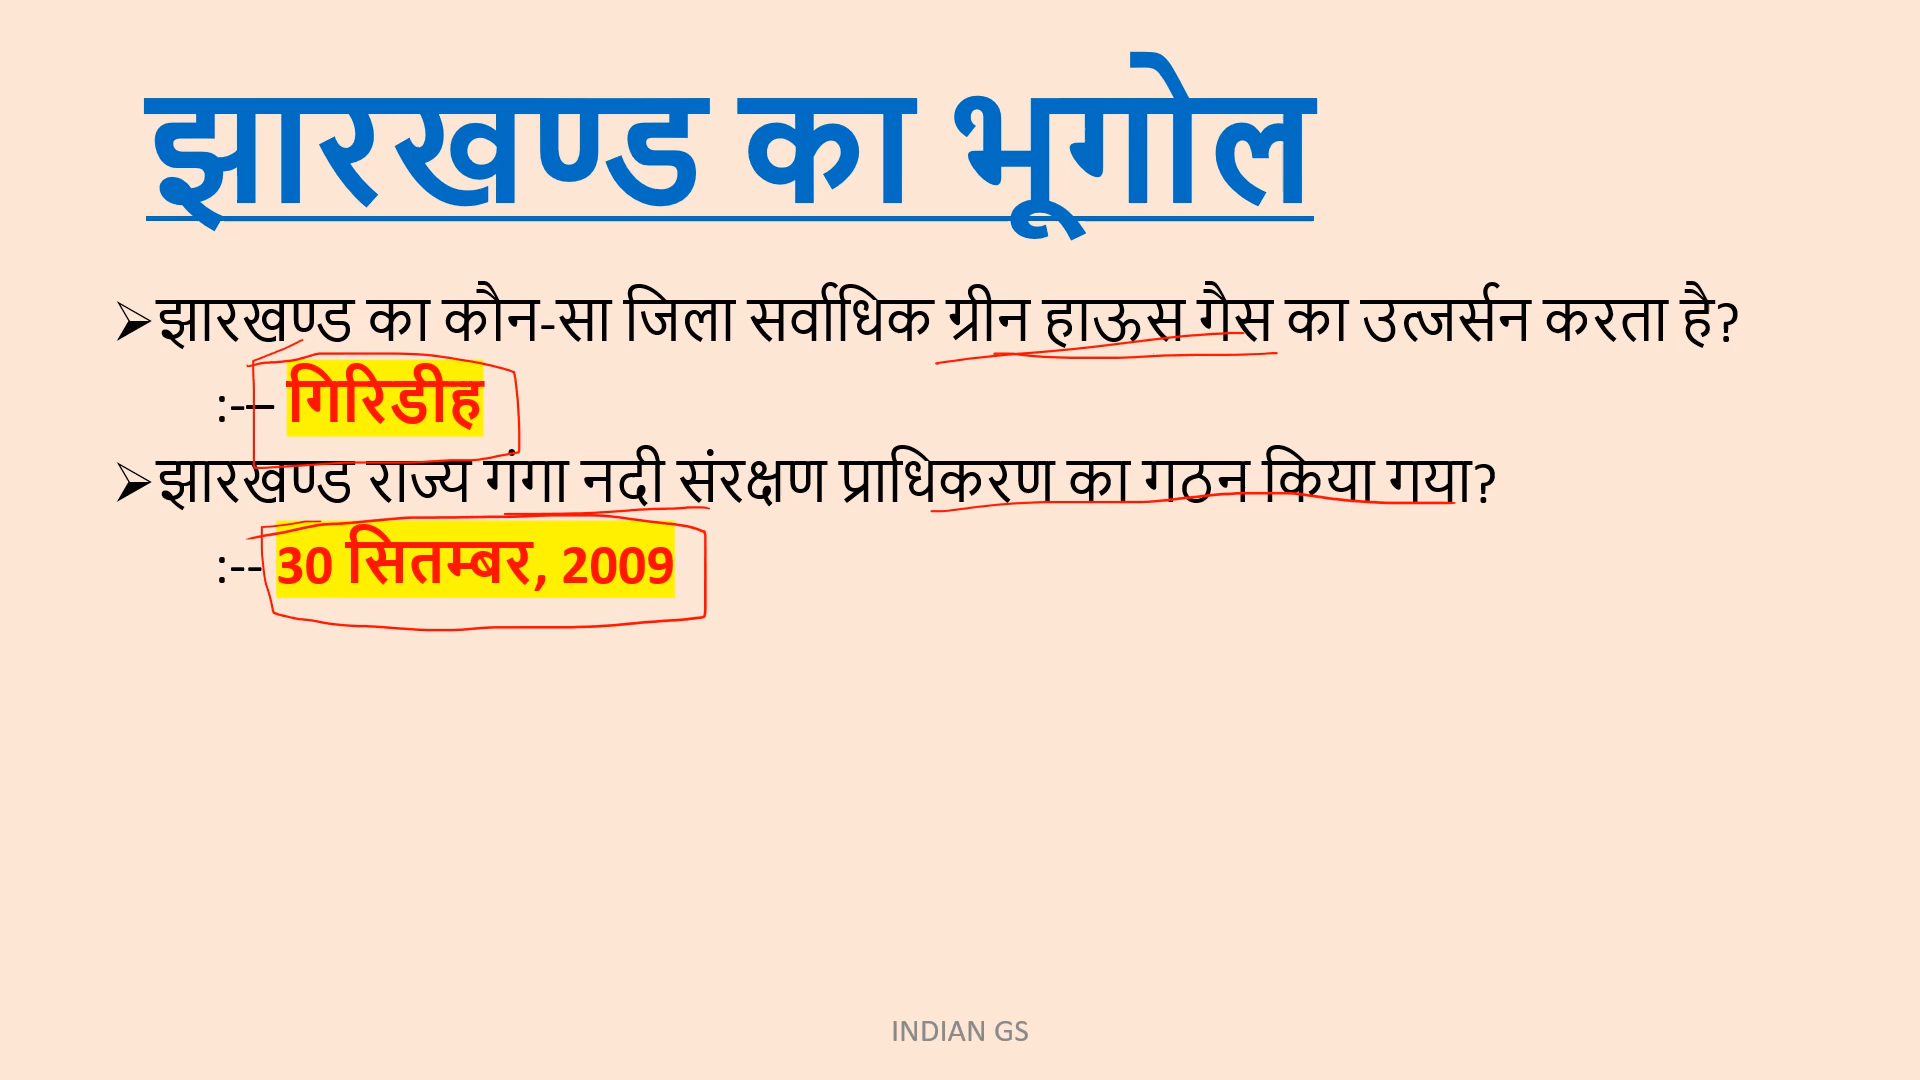 झारखण्ड का भूगोल
➢झारखण्ड का कौन-सा जिला सर्वाधिक ग्रीन हाऊस गैस का उत्जर्सन करता है?
:-– गिरिडीह
➢झारखण्ड राज्य गंगा नदी संरक्षण प्राधिकरण का गठन किया गया?
:-- 30 सितम्बर, 2009
INDIAN GS